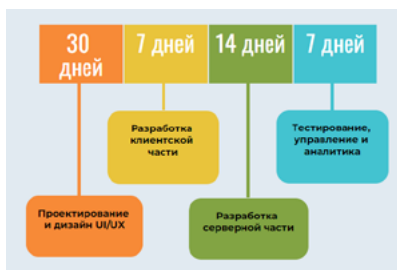 30
дней
7 дней
14 дней
7 дней
Разработка
клиентской
части
Тестирование,
управление и
аналитика
Проектирование
и дизайн UI/UX
Разработка
серверной части